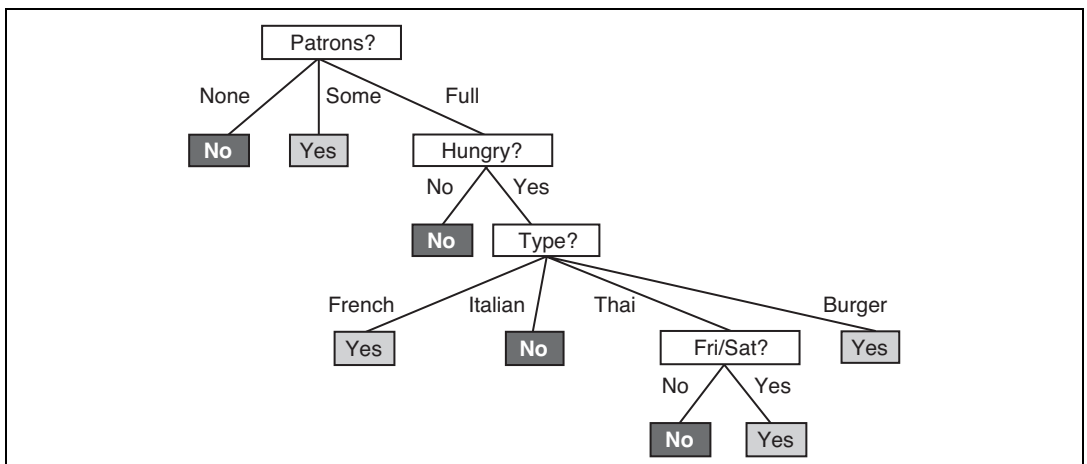 Patrons?
None Some Full
No Yes Hungry?
No Yes
No Type?
French Italian Thai Burger
Yes No Fri/Sat? Yes
No Yes
No Yes